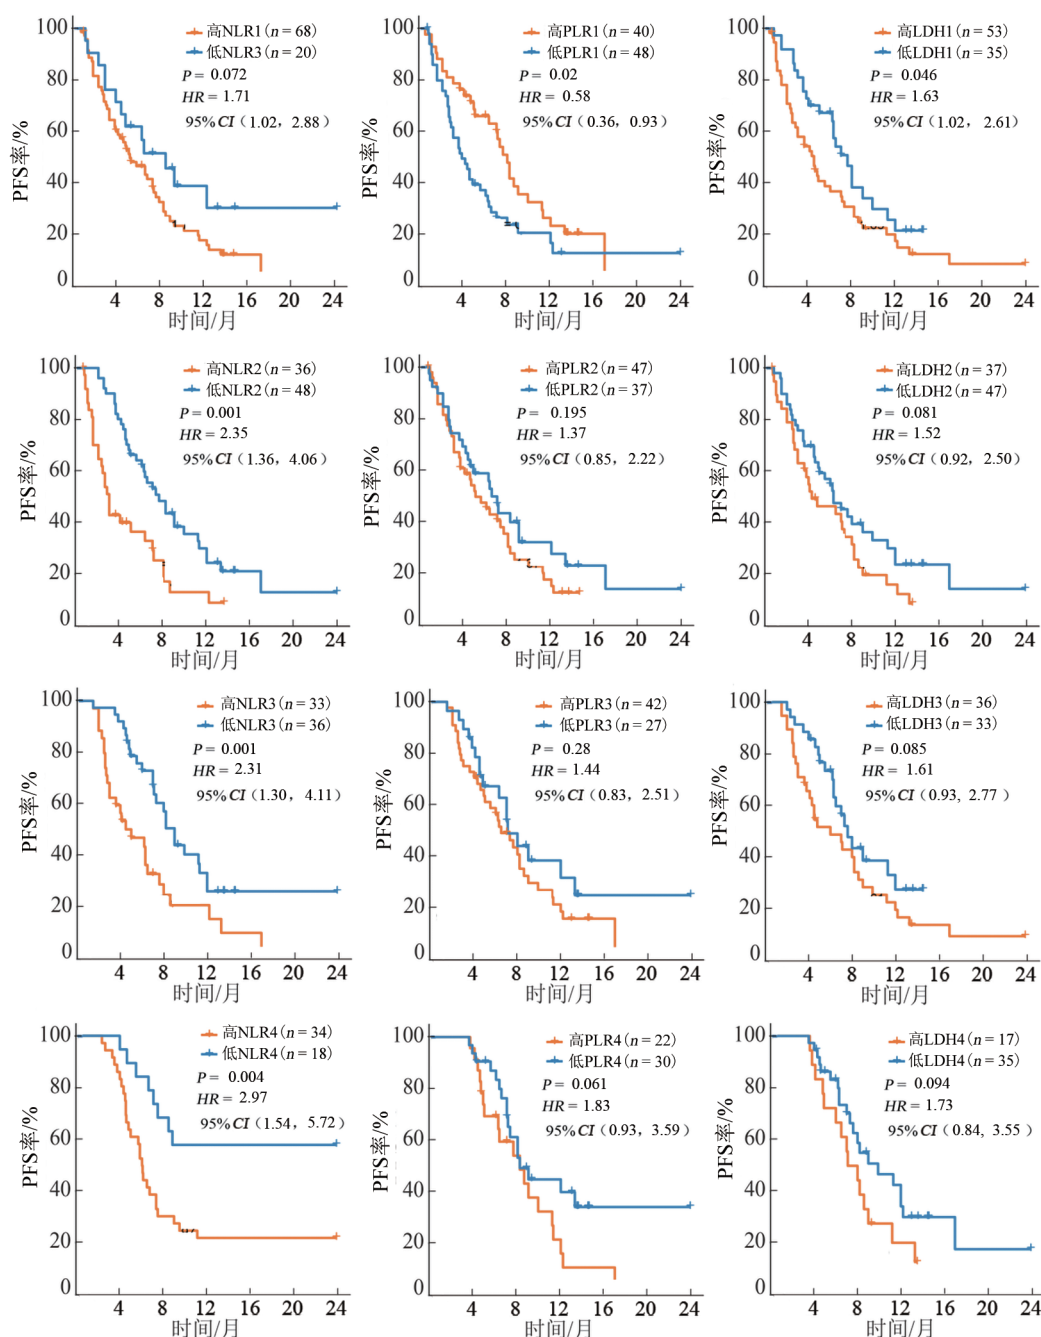 高NLR1(n=68)
低NLR3(n=20)
P = 0.072
HR = 1.71
95%CI(1.02, 2.88)
PFS率/%
100
80
60
40
20
0
4 8 12 16 20 24
时间/月
高PLR1(n=40)
低PLR1(n=48)
P = 0.02
HR = 0.58
95%CI(0.36, 0.93)
PFS率/%
100
80
60
40
20
0
4 8 12 16 20 24
时间/月
高LDH1(n=53)
低LDH1(n=35)
P = 0.046
HR = 1.63
95%CI(1.02, 2.61)
PFS率/%
100
80
60
40
20
0
4 8 12 16 20 24
时间/月
高NLR2(n=36)
低NLR2(n=48)
P = 0.001
HR = 2.35
95%CI(1.36, 4.06)
PFS率/%
100
80
60
40
20
0
4 8 12 16 20 24
时间/月
高PLR2(n=47)
低PLR2(n=37)
P = 0.195
HR = 1.37
95%CI(0.85, 2.22)
PFS率/%
100
80
60
40
20
0
4 8 12 16 20 24
时间/月
高LDH2(n=37)
低LDH2(n=47)
P = 0.081
HR = 1.52
95%CI(0.92, 2.50)
PFS率/%
100
80
60
40
20
0
4 8 12 16 20 24
时间/月
高NLR3(n=33)
低NLR3(n=36)
P = 0.001
HR = 2.31
95%CI(1.30, 4.11)
PFS率/%
100
80
60
40
20
0
4 8 12 16 20 24
时间/月
高PLR3(n=42)
低PLR3(n=27)
P = 0.28
HR = 1.44
95%CI(0.83, 2.51)
PFS率/%
100
80
60
40
20
0
4 8 12 16 20 24
时间/月
高LDH3(n=36)
低LDH3(n=33)
P = 0.085
HR = 1.61
95%CI(0.93, 2.77)
PFS率/%
100
80
60
40
20
0
4 8 12 16 20 24
时间/月
高NLR4(n=34)
低NLR4(n=18)
P = 0.004
HR = 2.97
95%CI(1.54, 5.72)
PFS率/%
100
80
60
40
20
0
4 8 12 16 20 24
时间/月
高PLR4(n=22)
低PLR4(n=30)
P = 0.061
HR = 1.83
95%CI(0.93, 3.59)
PFS率/%
100
80
60
40
20
0
4 8 12 16 20 24
时间/月
高LDH4(n=17)
低LDH4(n=35)
P = 0.094
HR = 1.73
95%CI(0.84, 3.55)
PFS率/%
100
80
60
40
20
0
4 8 12 16 20 24
时间/月